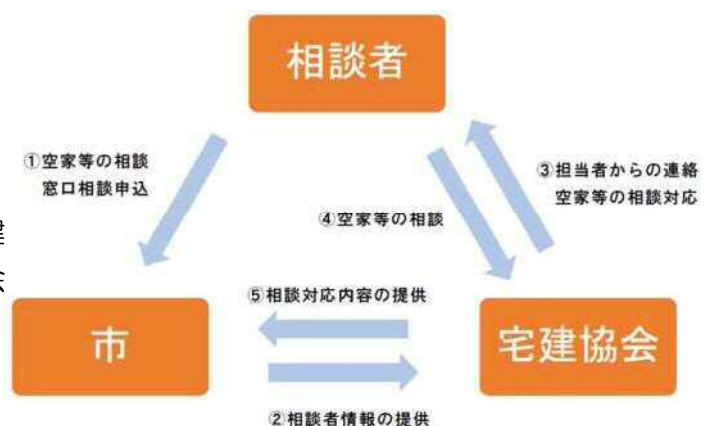 相談者
①空家等の相談
窓口相談申込
③担当者からの連絡
空家等の相談対応
④空家等の相談
⑤相談対応内容の提供
市
宅建協会
②相談者情報の提供